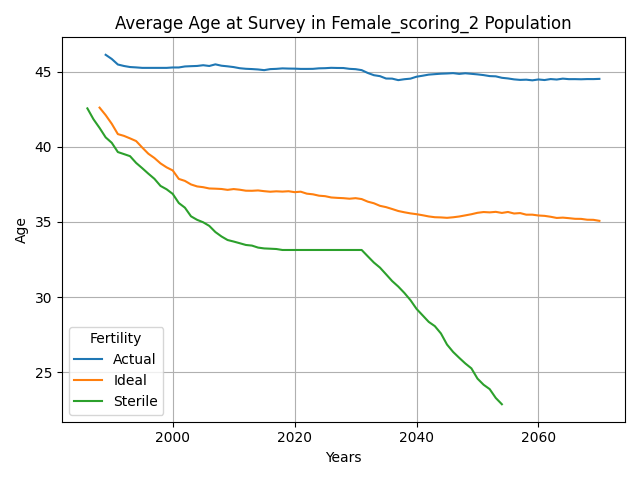 Average Age at Survey in Female_scoring_2 Population
Age
45
40
35
30
25
Fertility
Actual
Ideal
Sterile
2000 2020 2040 2060
Years